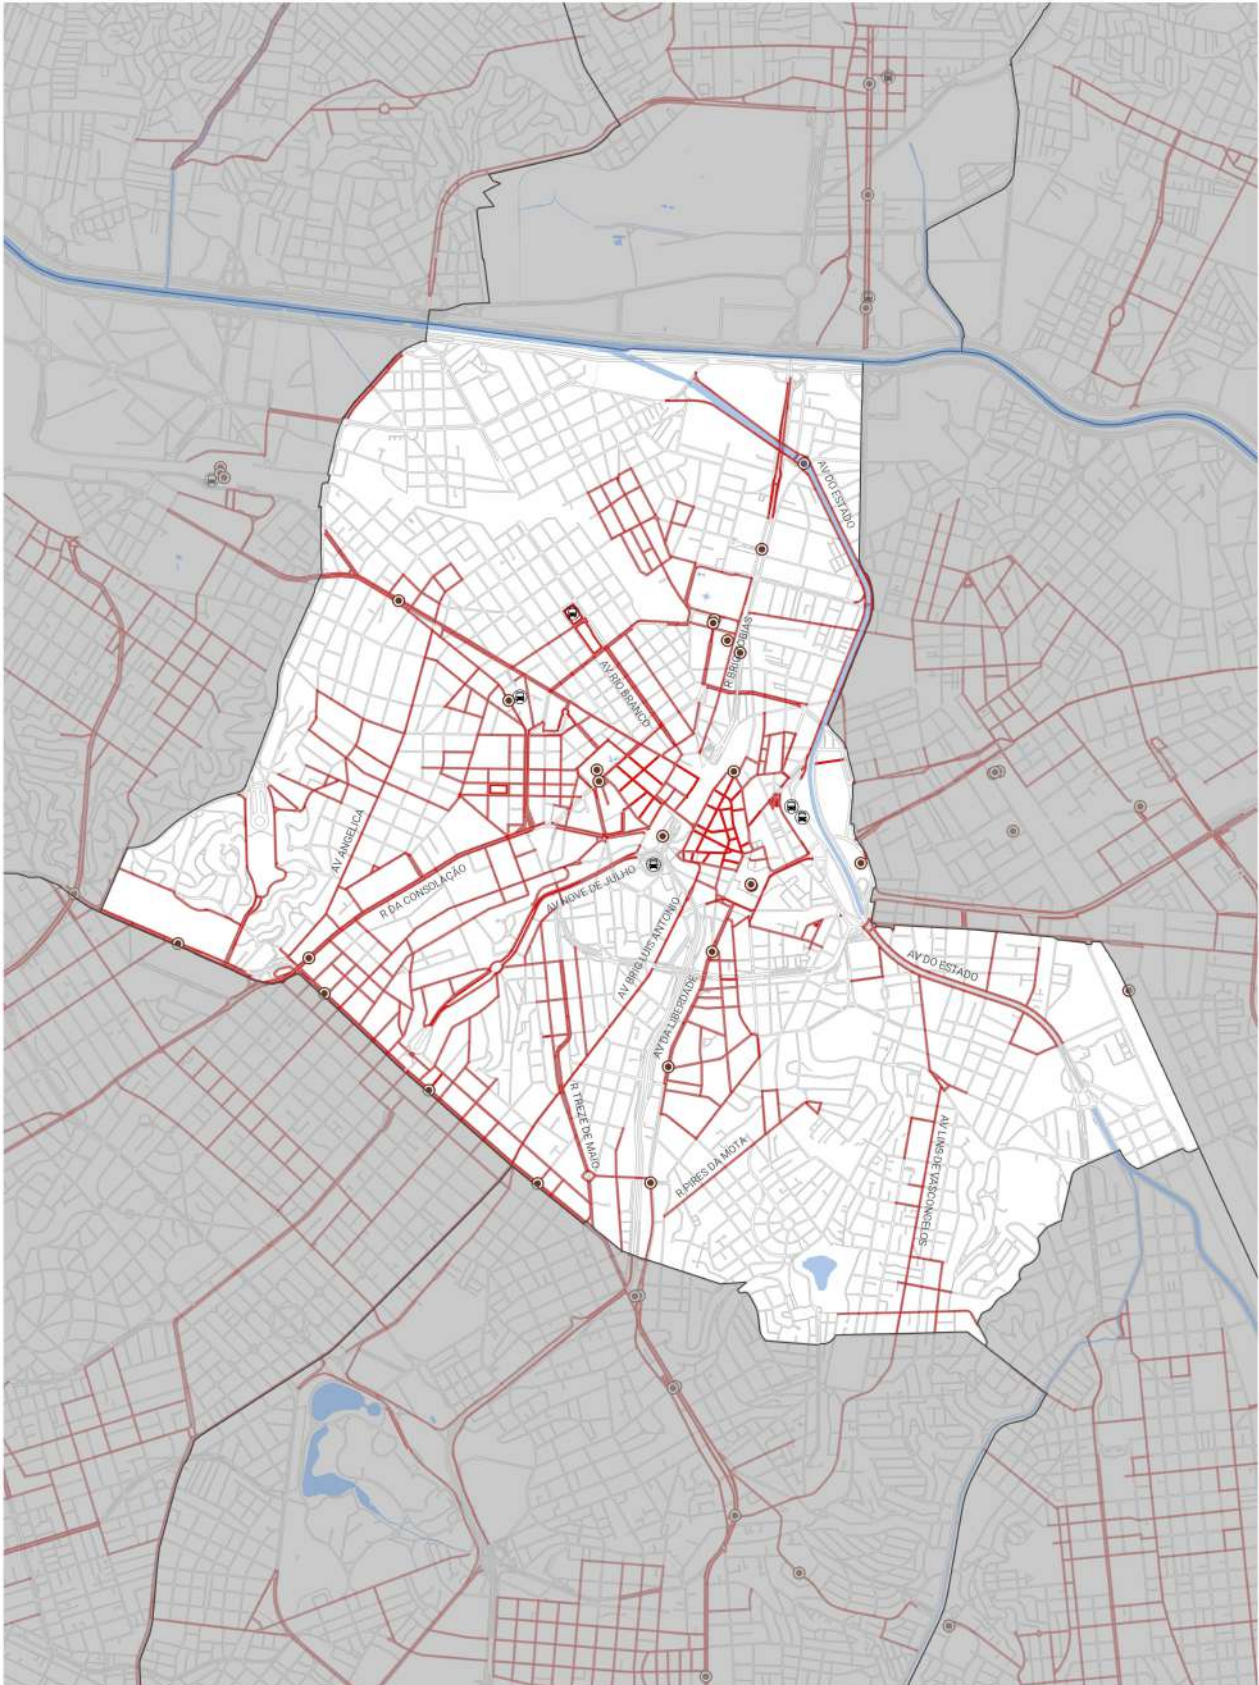 AV DO ESTADO
R BRIG TOBIAS
AV RIO BRANCO
AV ANGELICA
R DA CONSOLAÇÃO
AV NOVE DE JULHO
AV BRIG LUIS ANTONIO
AV DA LIBERDADE
AV DO ESTADO
R TREZE DE MAIO
R PIRES DA MOTA
AV LINS DE VASCONCELOS